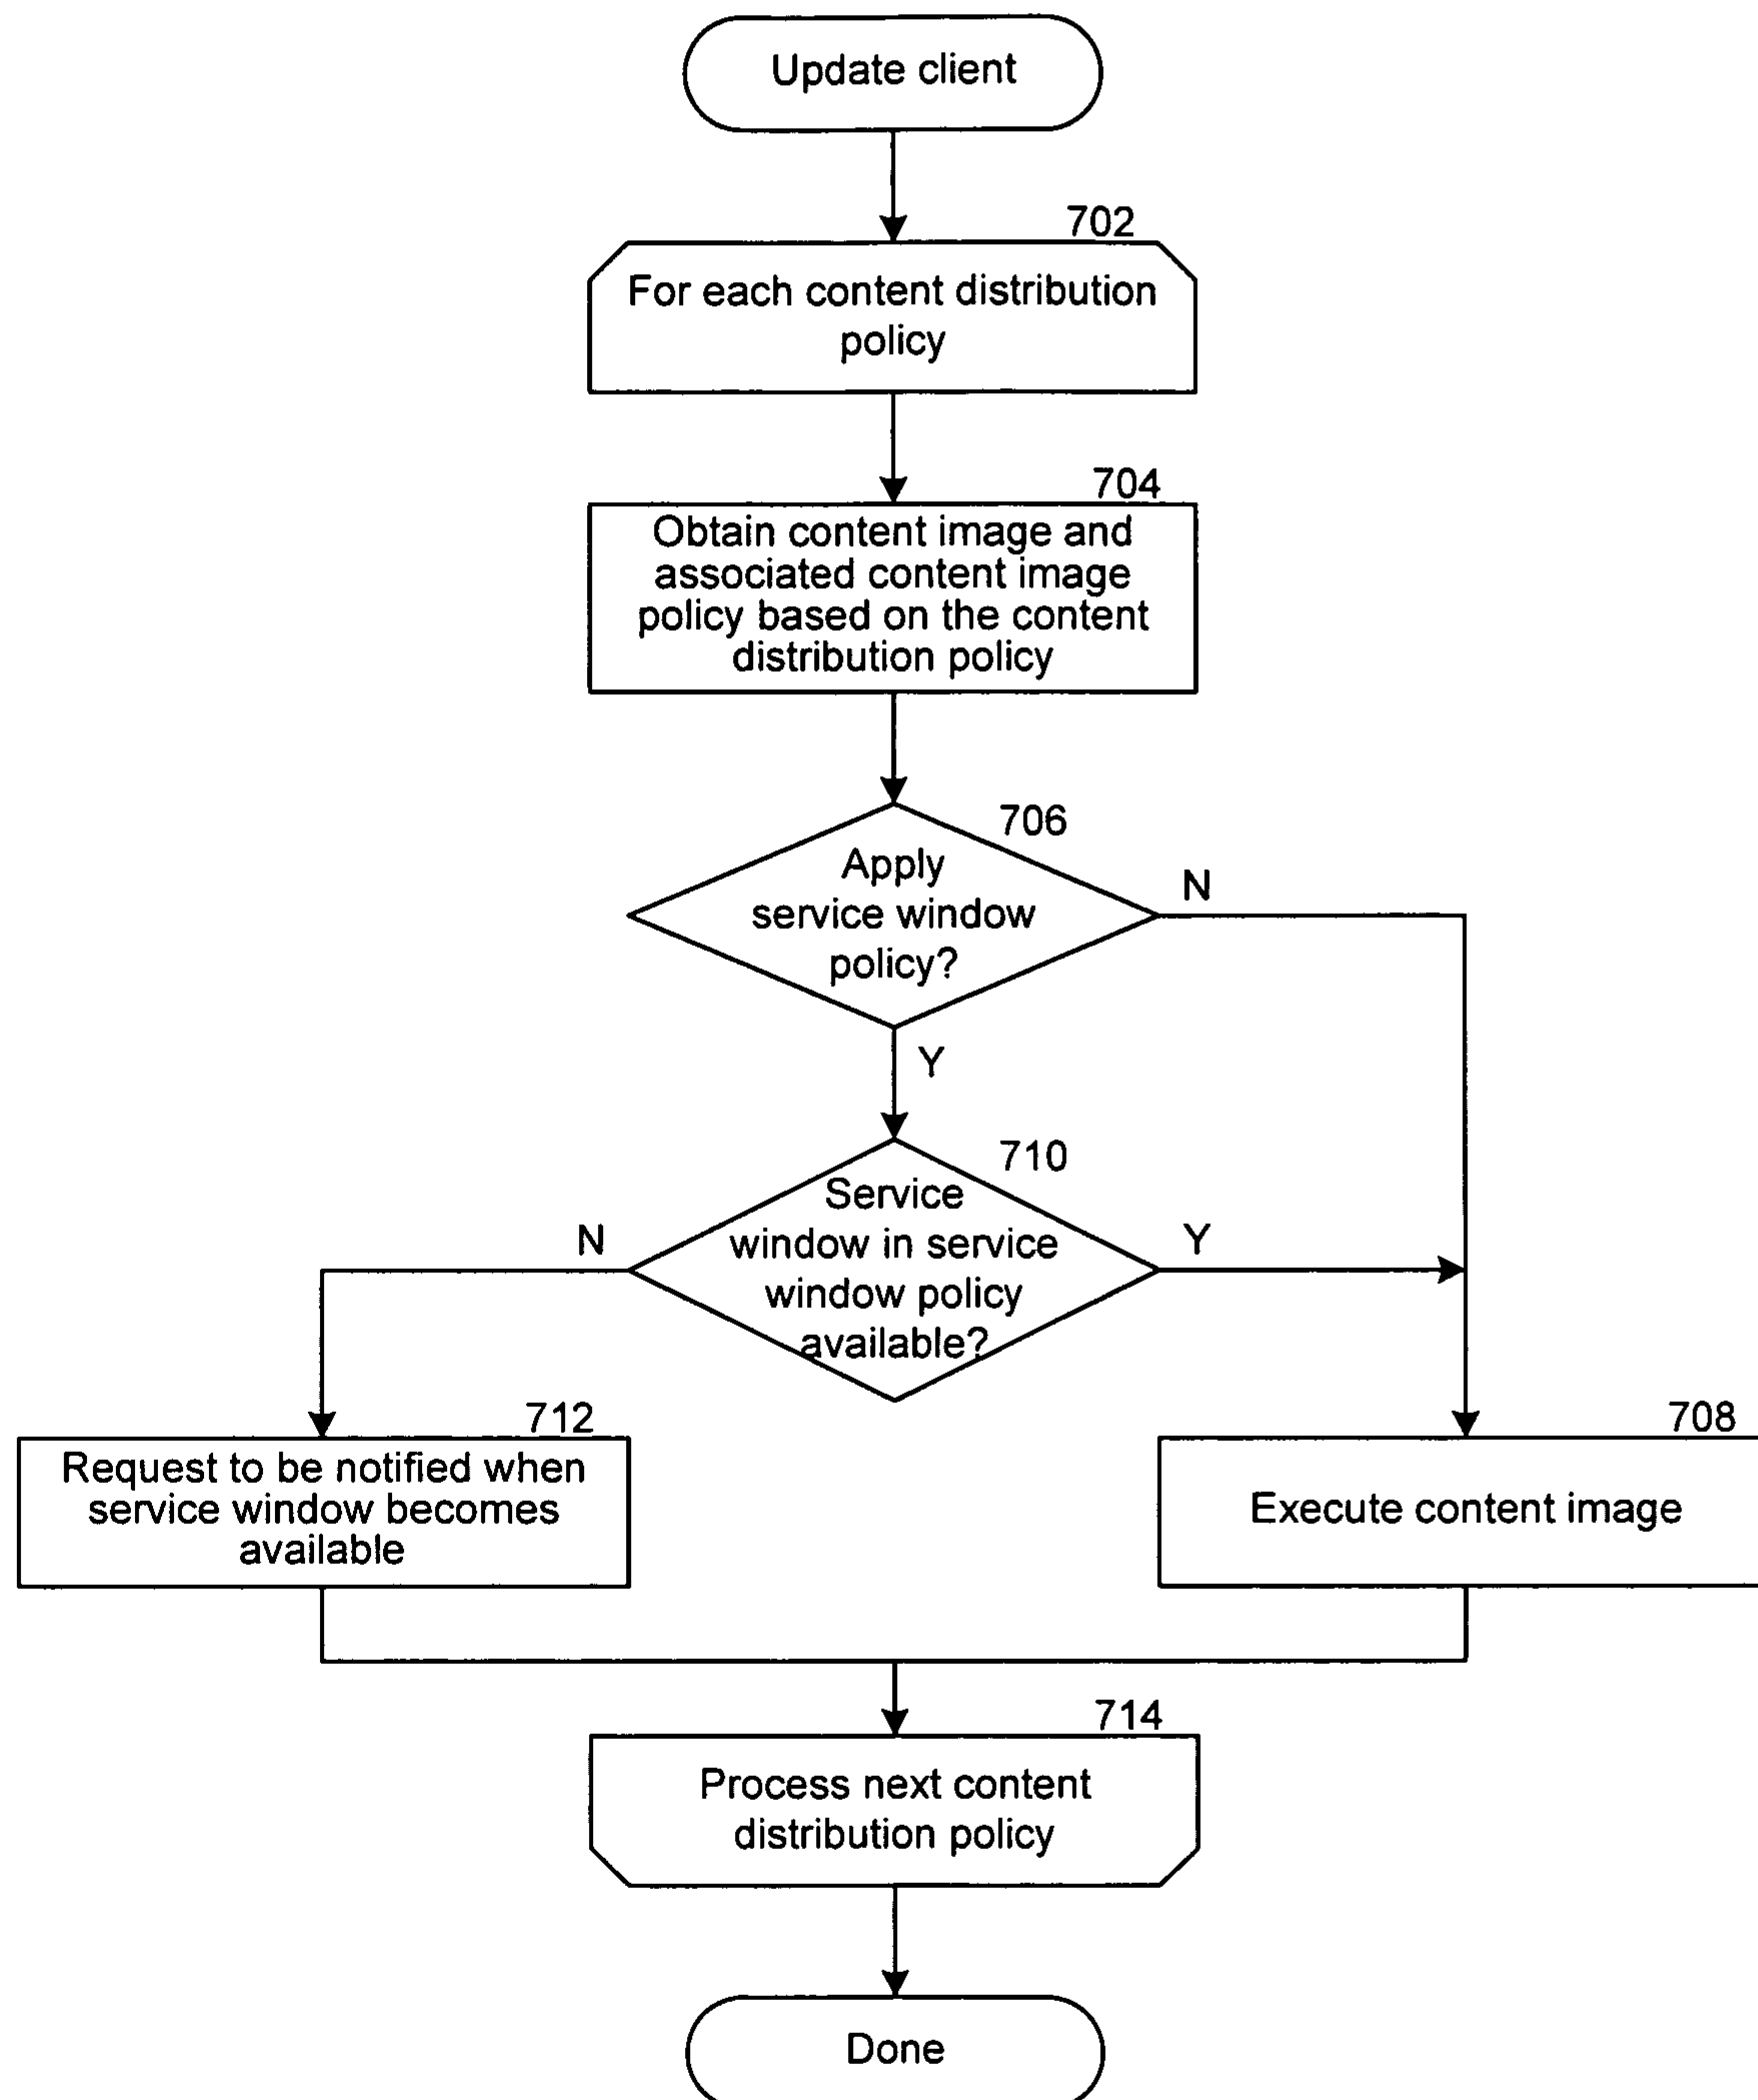 Update client
702
For each content distribution
policy
704
Obtain content image and
associated content image
policy based on the content
distribution policy
706
Apply
service window
policy?
N
Y
710
Service
window in service
window policy
available?
N
Y
712
Request to be notified when
service window becomes
available
708
Execute content image
714
Process next content
distribution policy
Done